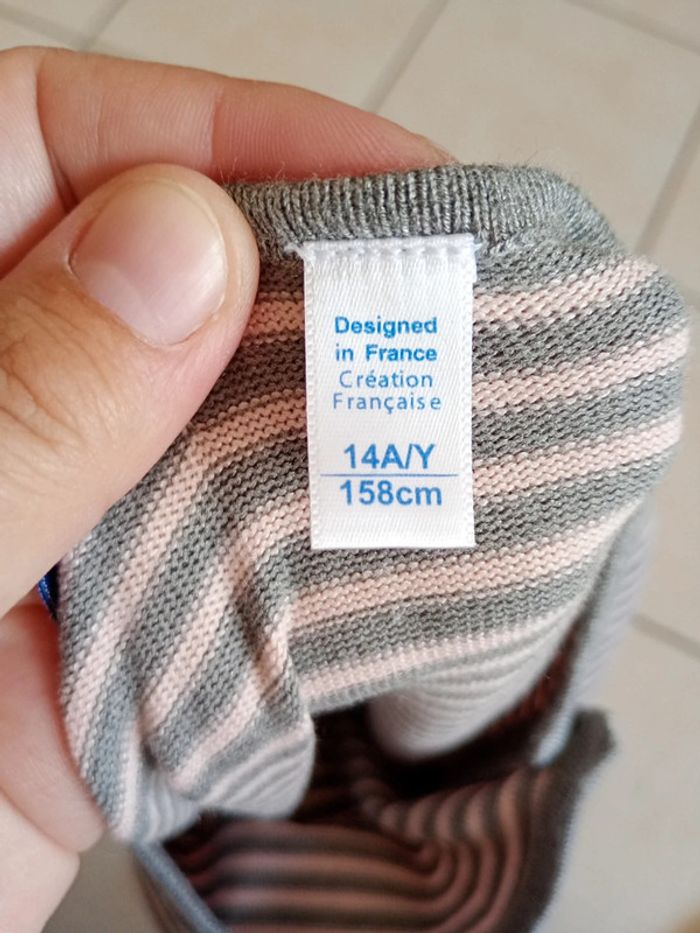 Designed
in France
Création
Française
14A/Y
158cm